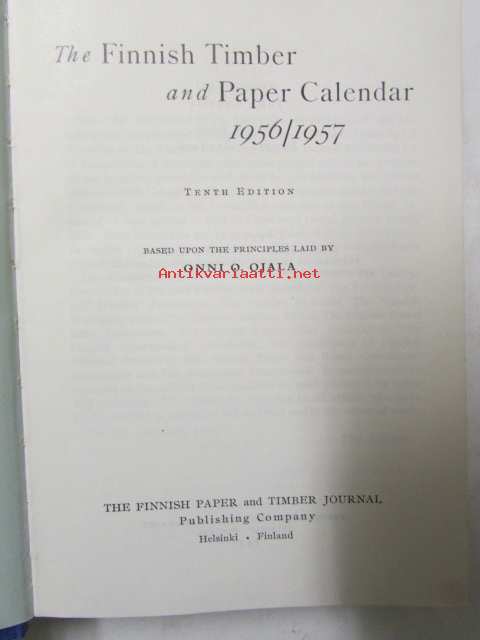 The Finnish Timber
and Paper Calendar
1956/1957
TENTH EDITION
BASED UPON THE PRINCIPLES LAID BY
ONNI O. OJALA
Antikvariaatti.net
THE FINNISH PAPER and TIMBER JOURNAL
Publishing Company
Helsinki • Finland